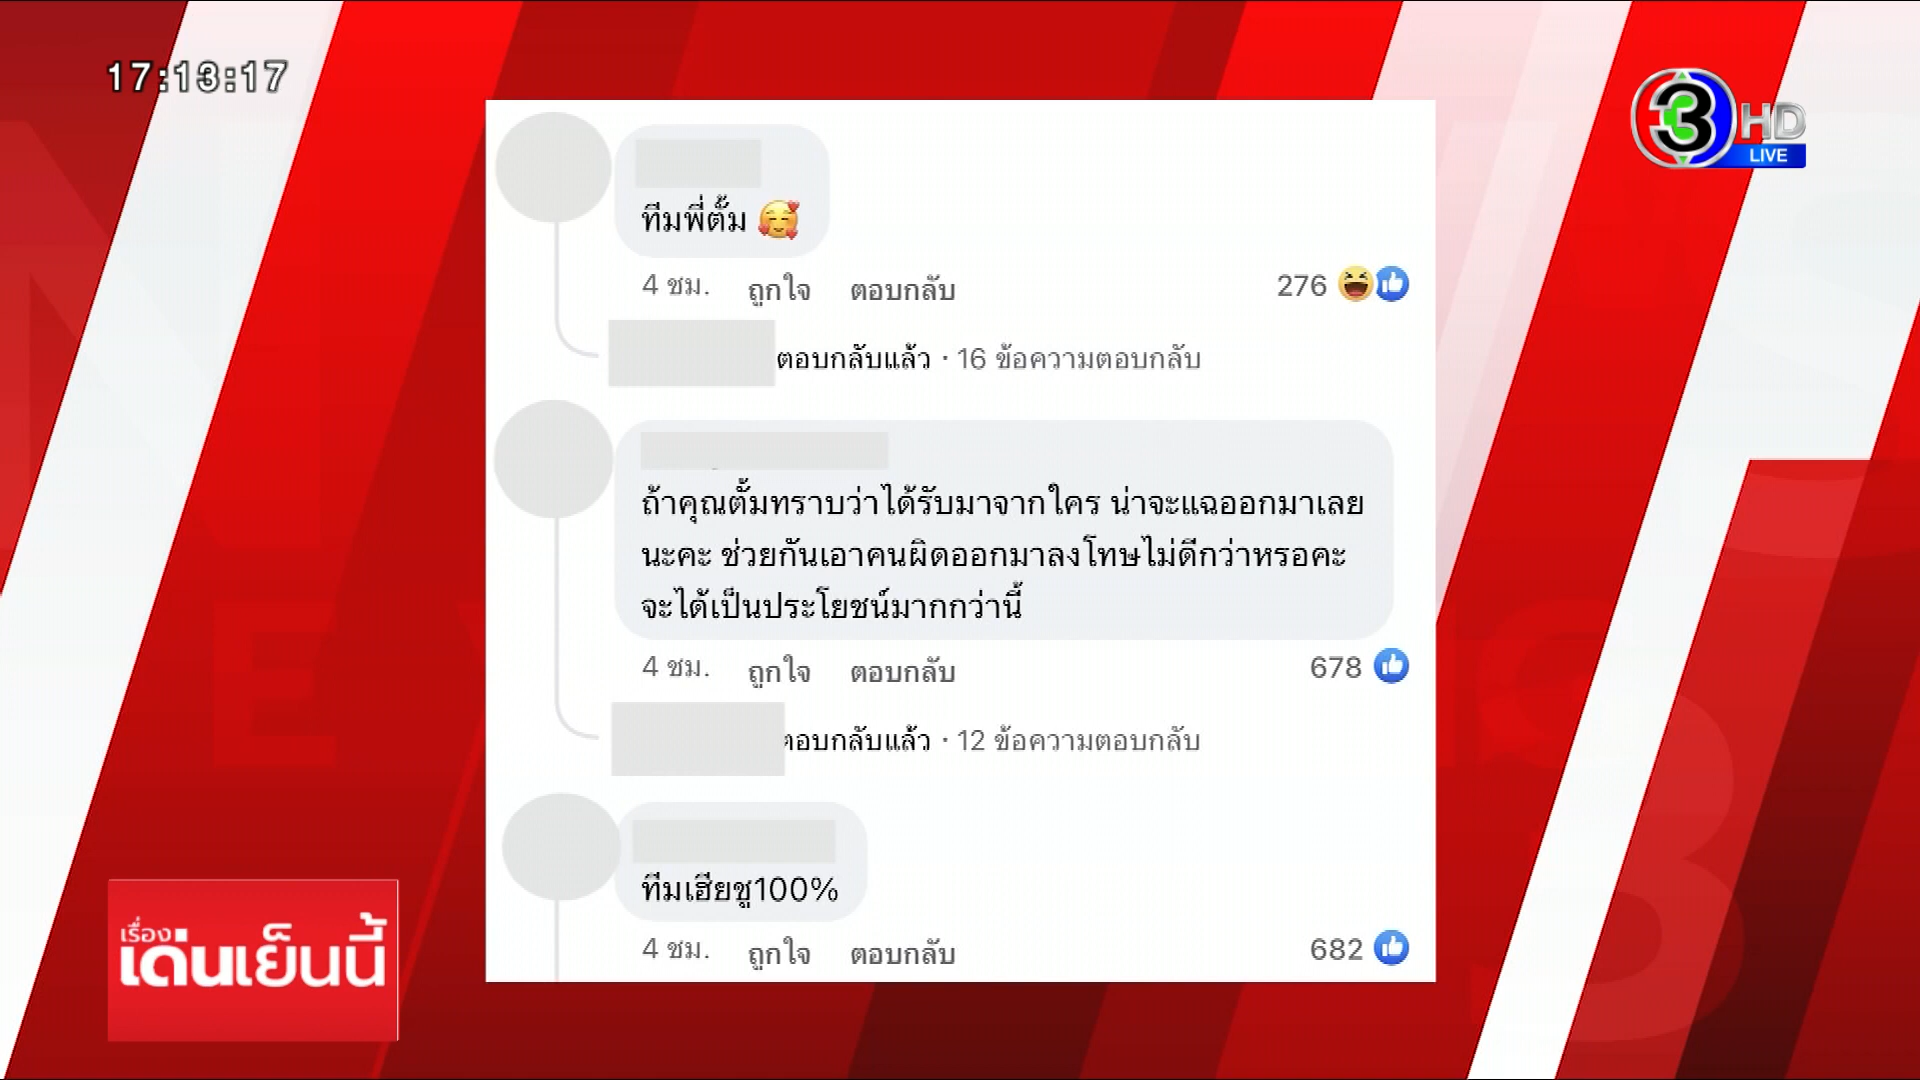 17:13:17
3 HD
LIVE
ทีมพี่ตั้ม 🥰
4 ชม. ถูกใจ ตอบกลับ 276
ตอบกลับแล้ว · 16 ข้อความตอบกลับ
ถ้าคุณตั้มทราบว่าได้รับมาจากใคร น่าจะแฉออกมาเลย
นะคะ ช่วยกันเอาคนผิดออกมาลงโทษไม่ดีกว่าหรอคะ
จะได้เป็นประโยชน์มากกว่านี้
4 ชม. ถูกใจ ตอบกลับ 678
ตอบกลับแล้ว · 12 ข้อความตอบกลับ
ทีมเฮียชู100%
4 ชม. ถูกใจ ตอบกลับ 682
เรื่อง
เด่นเย็นนี้